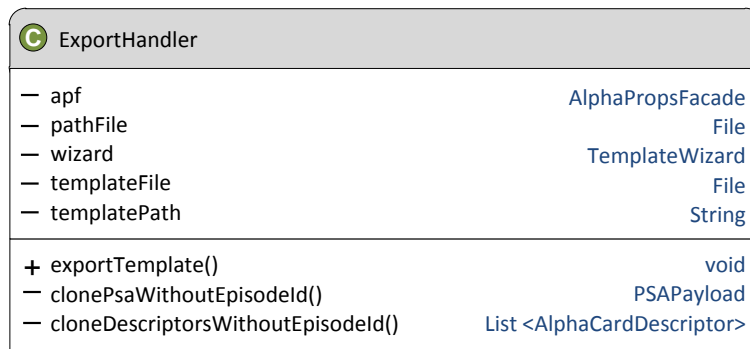 C ExportHandler
— apf AlphaPropsFacade
— pathFile File
— wizard TemplateWizard
— templateFile File
— templatePath String
+ exportTemplate() void
— clonePsaWithoutEpisodeId() PSAPayload
— cloneDescriptorsWithoutEpisodeId() List <AlphaCardDescriptor>